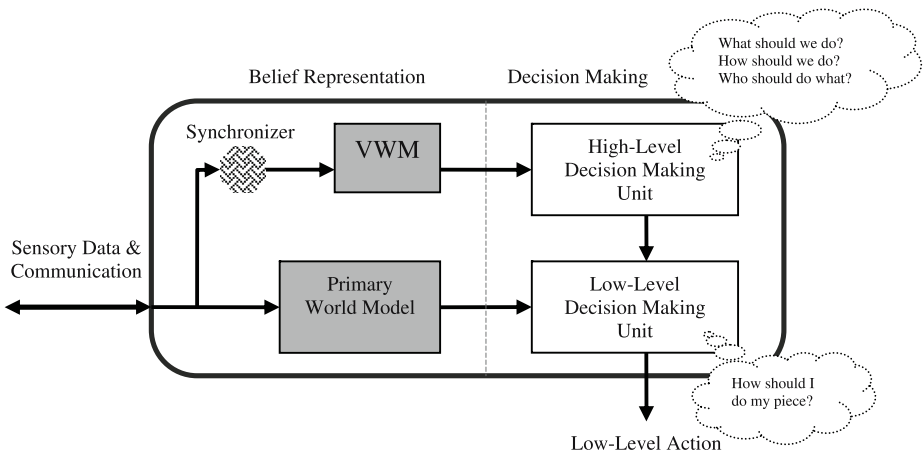 What should we do?
How should we do?
Who should do what?
Belief Representation
Decision Making
Synchronizer
VWM
High-Level
Decision Making
Unit
Sensory Data &
Communication
Primary
World Model
Low-Level
Decision Making
Unit
How should I
do my piece?
Low-Level Action